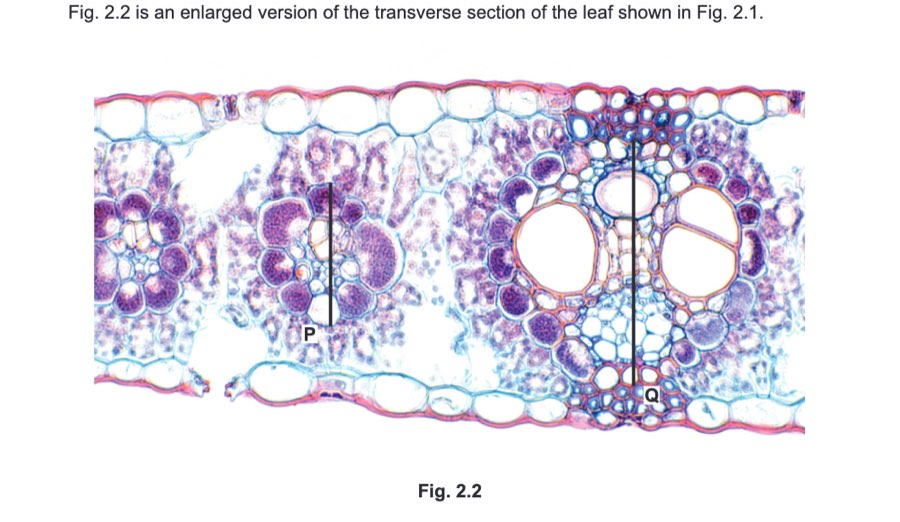 Fig. 2.2 is an enlarged version of the transverse section of the leaf shown in Fig. 2.1.
P
Q
Fig. 2.2